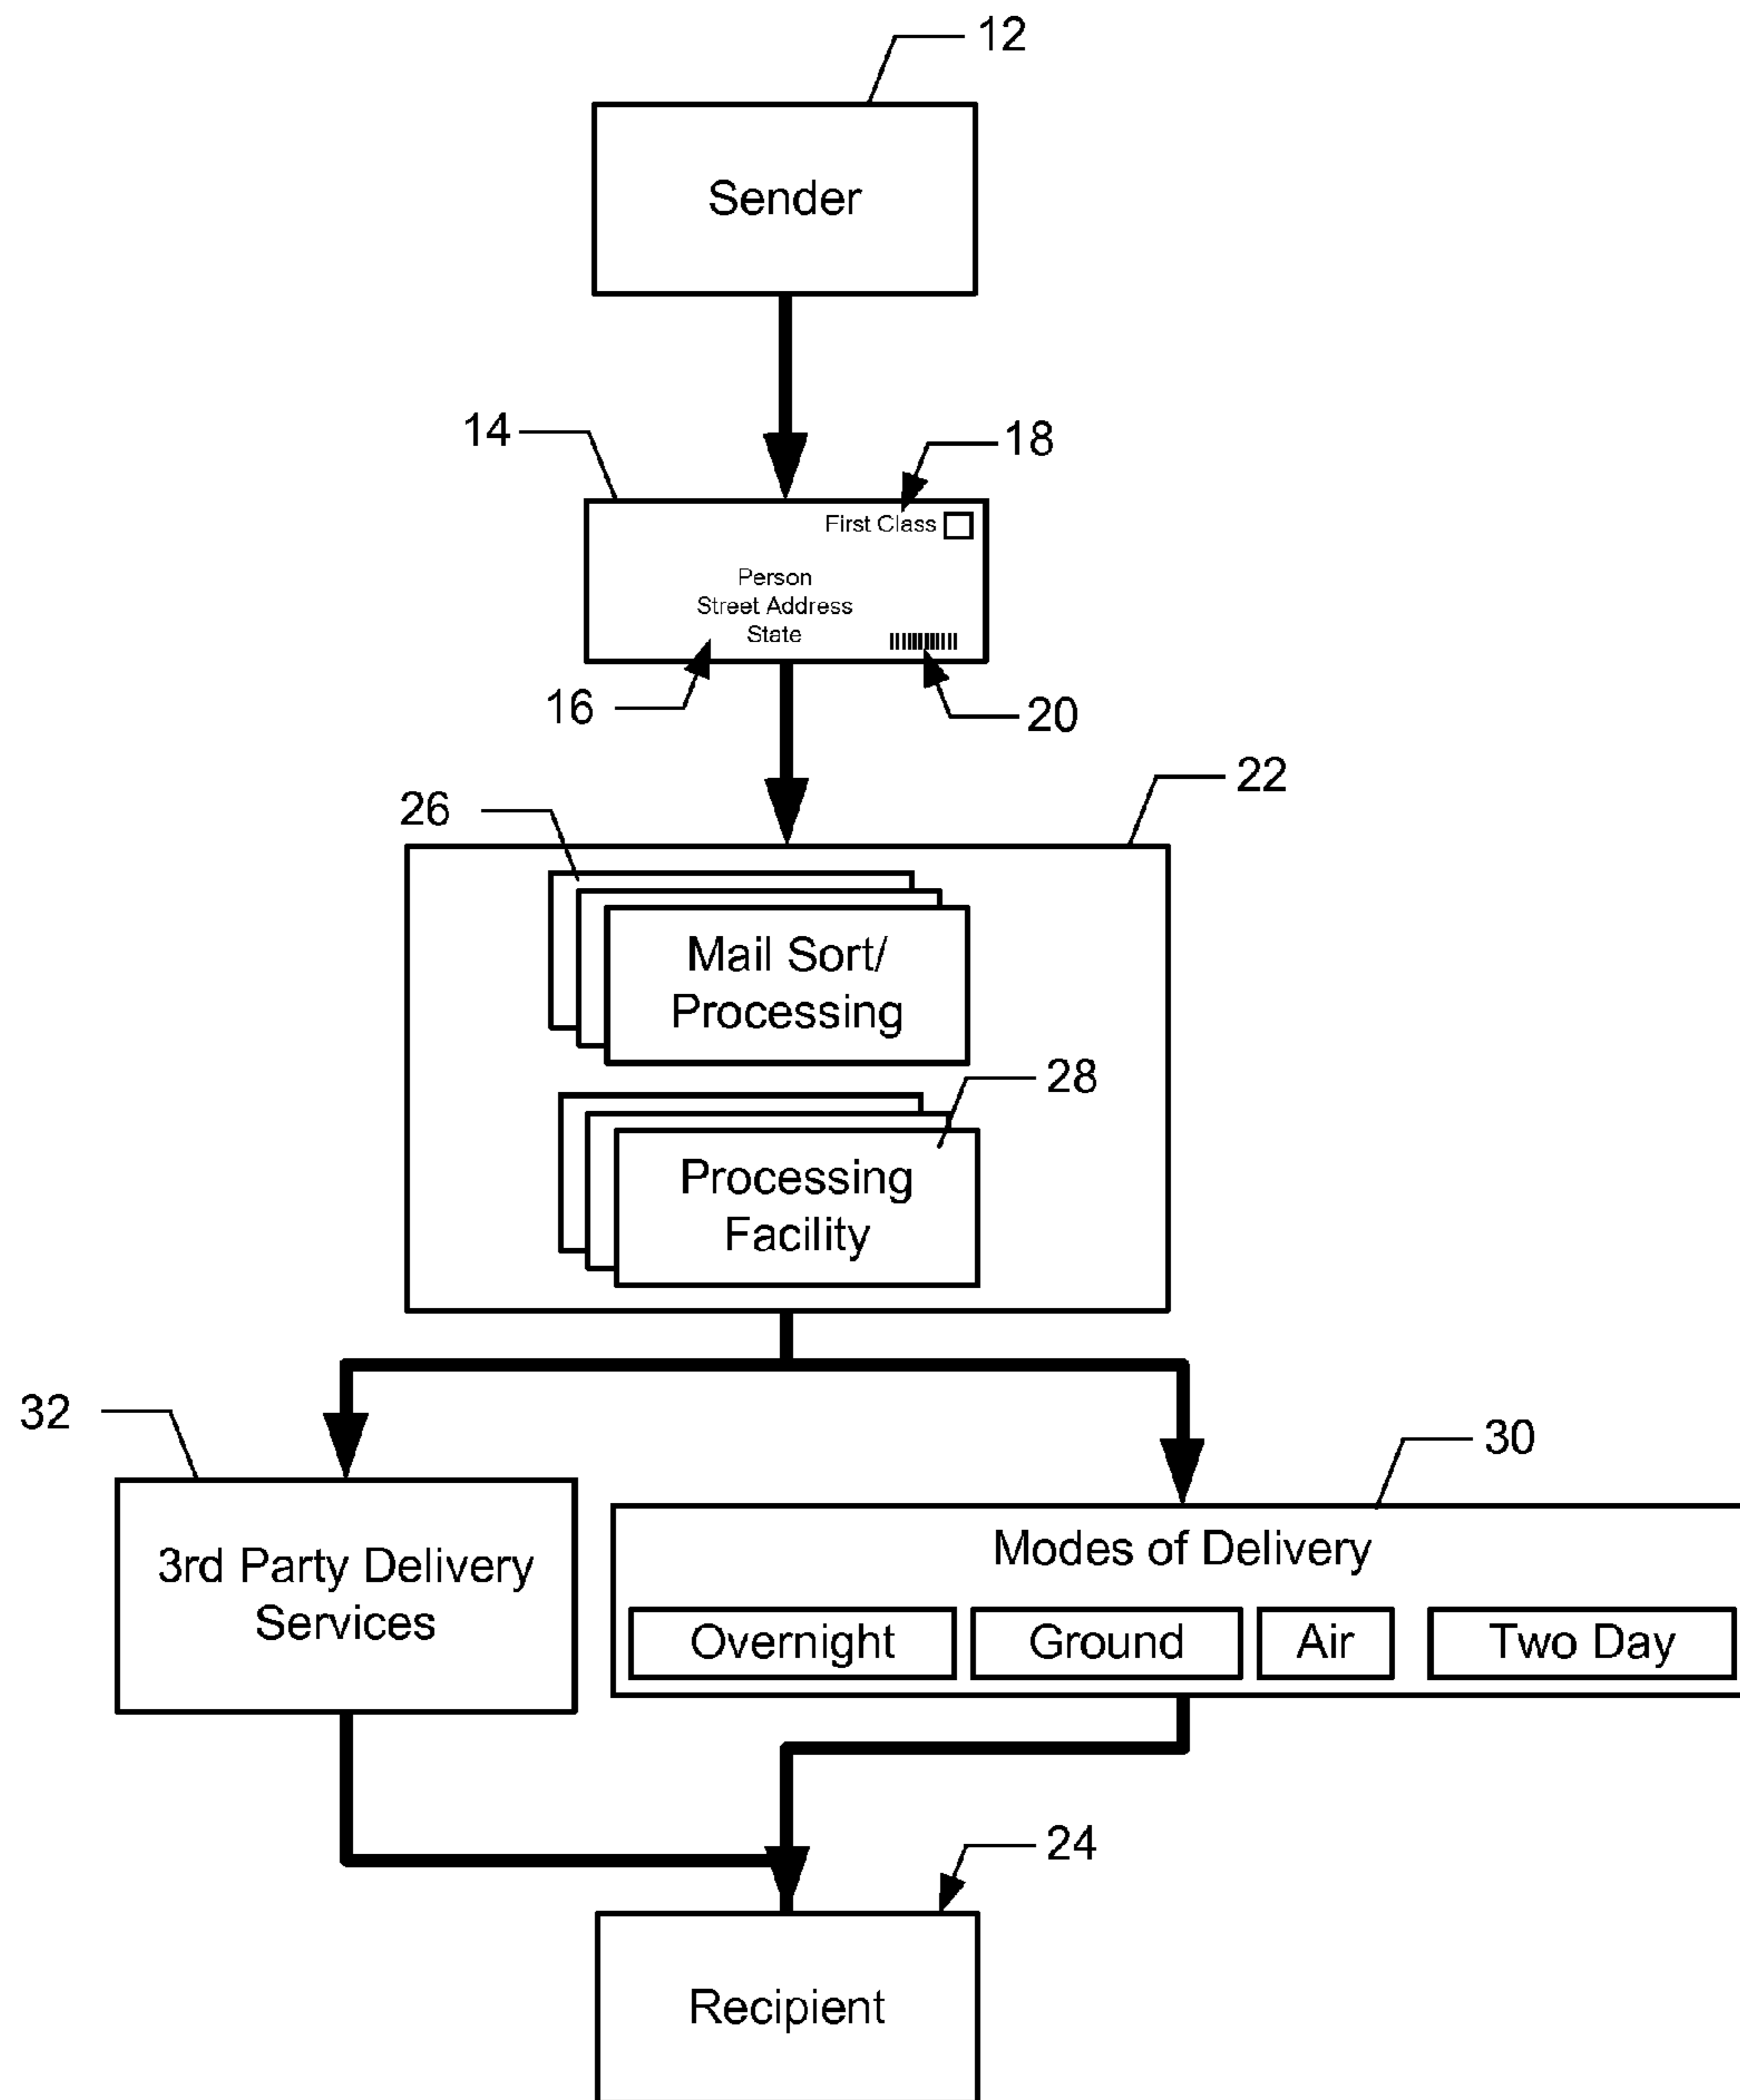 12
Sender
14
18
First Class
Person
Street Address
State
16
20
22
26
Mail Sort/
Processing
28
Processing
Facility
32
30
3rd Party Delivery
Services
Modes of Delivery
Overnight
Ground
Air
Two Day
24
Recipient